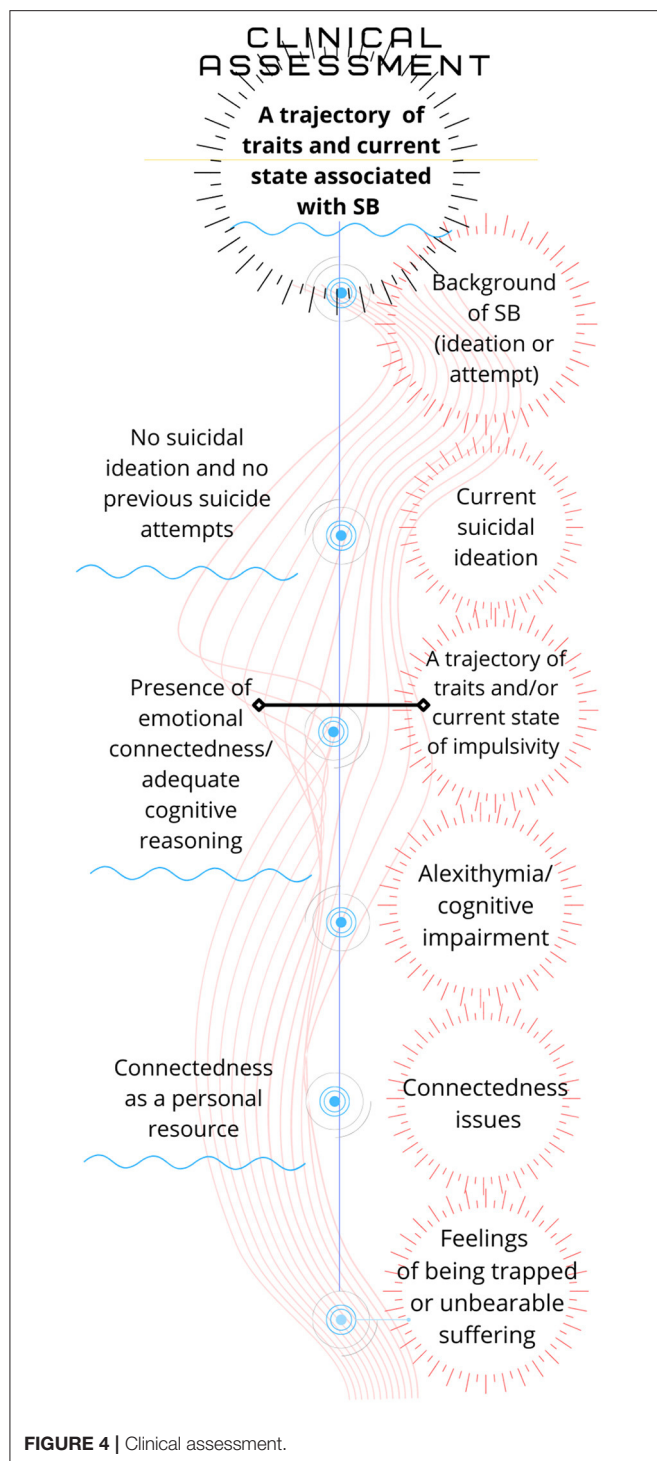 CLINICAL
ASSESSMENT
A trajectory of
traits and current
state associated
with SB
Background
of SB
(ideation or
attempt)
No suicidal
ideation and no
previous suicide
attempts
Current
suicidal
ideation
A trajectory of
traits and/or
current state
of impulsivity
Presence of
emotional
connectedness/
adequate
cognitive
reasoning
Alexithymia/
cognitive
impairment
Connectedness
as a personal
resource
Connectedness
issues
Feelings
of being trapped
or unbearable
suffering
FIGURE 4 | Clinical assessment.